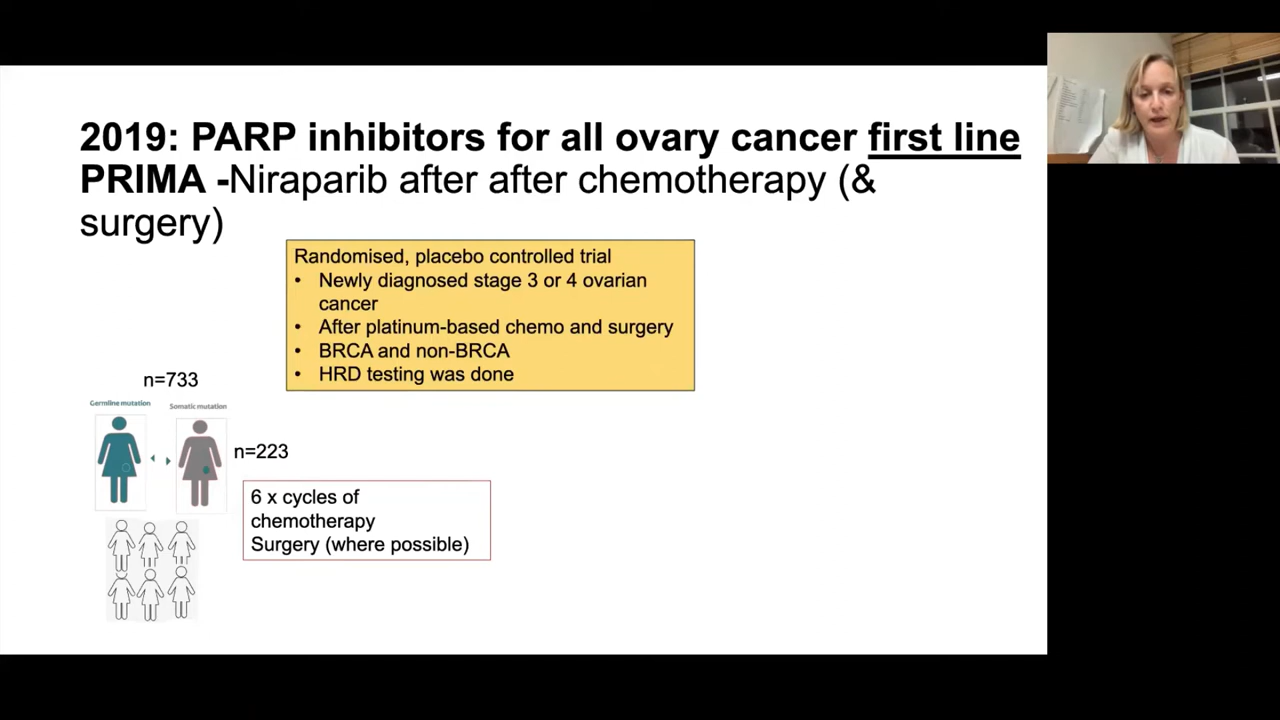 2019: PARP inhibitors for all ovary cancer first line
PRIMA -Niraparib after after chemotherapy (&
surgery)
Randomised, placebo controlled trial
• Newly diagnosed stage 3 or 4 ovarian
cancer
• After platinum-based chemo and surgery
• BRCA and non-BRCA
• HRD testing was done
n=733
Germline mutation
Somatic mutation
n=223
6 x cycles of
chemotherapy
Surgery (where possible)